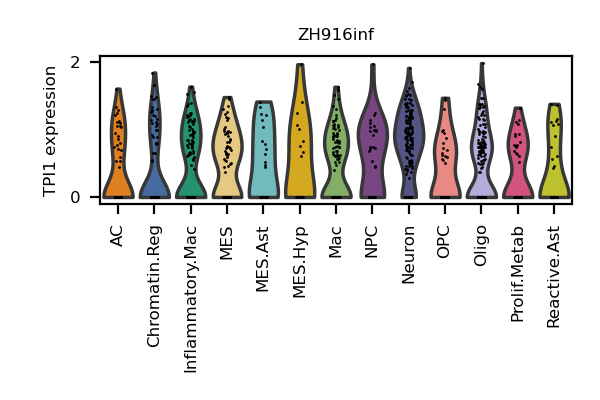 ZH916inf
TPI1 expression
2
0
AC
Chromatin.Reg
Inflammatory.Mac
MES
MES.Ast
MES.Hyp
Mac
NPC
Neuron
OPC
Oligo
Prolif.Metab
Reactive.Ast